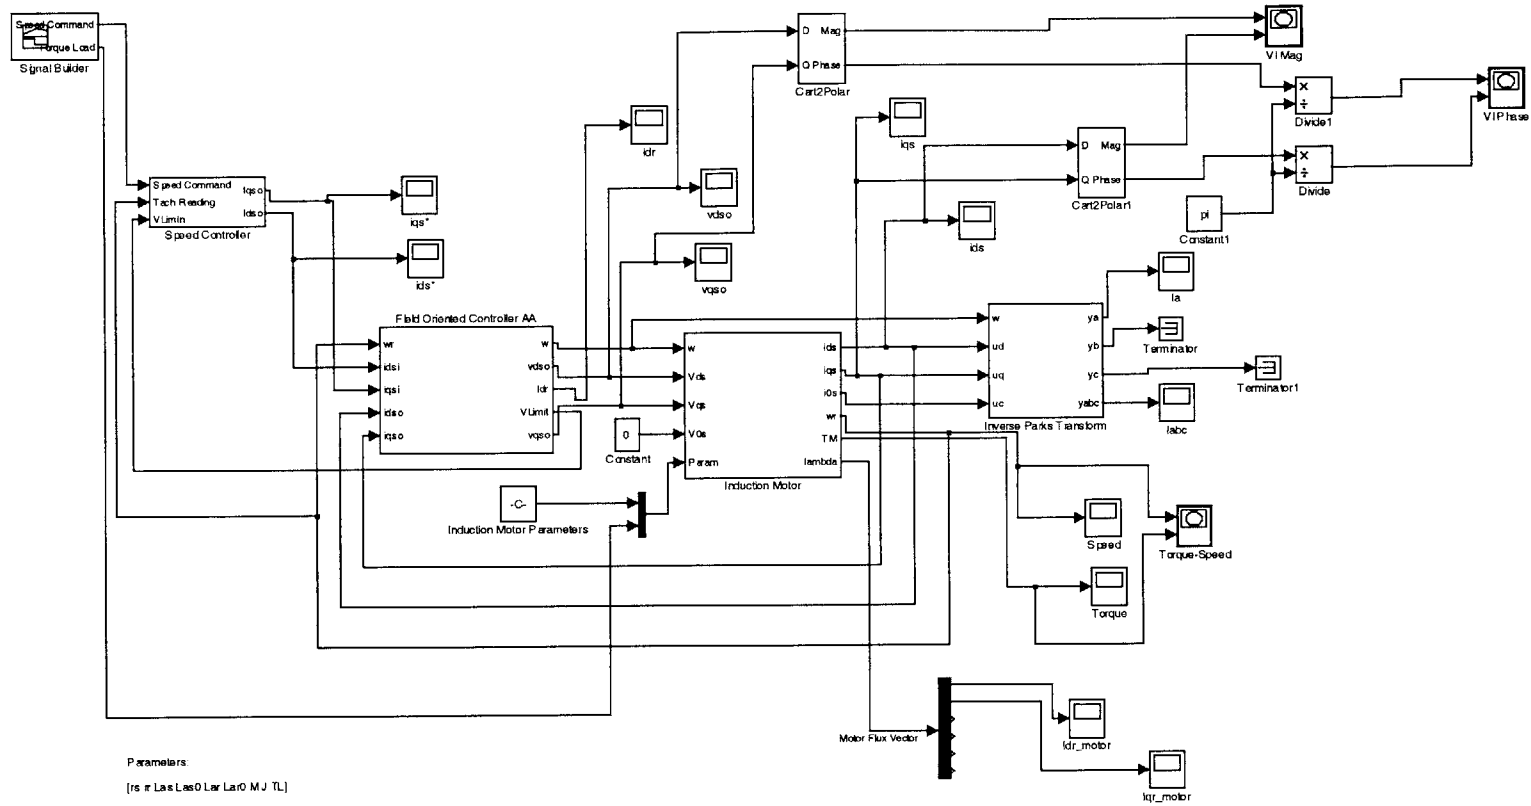 Speed Command
Torque Load
Signal Builder
Speed Command
Tach Reading
VLimin
Iqso
Idso
Speed Controller
iqs*
ids*
Field Oriented Controller AA
wr
idsi
iqsi
idso
iqso
w
vdso
ldr
VLimit
vqso
idr
vdso
vqso
D
Q
Mag
Phase
Cart2Polar
iqs
ids
D
Q
Mag
Phase
Cart2Polar1
VI Mag
×
÷
Divide1
×
÷
Divide
VI Phase
pi
Constant1
0
Constant
w
Vds
Vqs
V0s
Param
ids
iqs
i0s
wr
TM
lambda
Induction Motor
w
ud
uq
uc
ya
yb
yc
yabc
Inverse Parks Transform
Ia
Terminator
Terminator1
Iabc
-C-
Induction Motor Parameters
Speed
Torque-Speed
Torque
Motor Flux Vector
ldr_motor
lqr_motor
Parameters:
[rs rr Las Las0 Lar Lar0 M J TL]